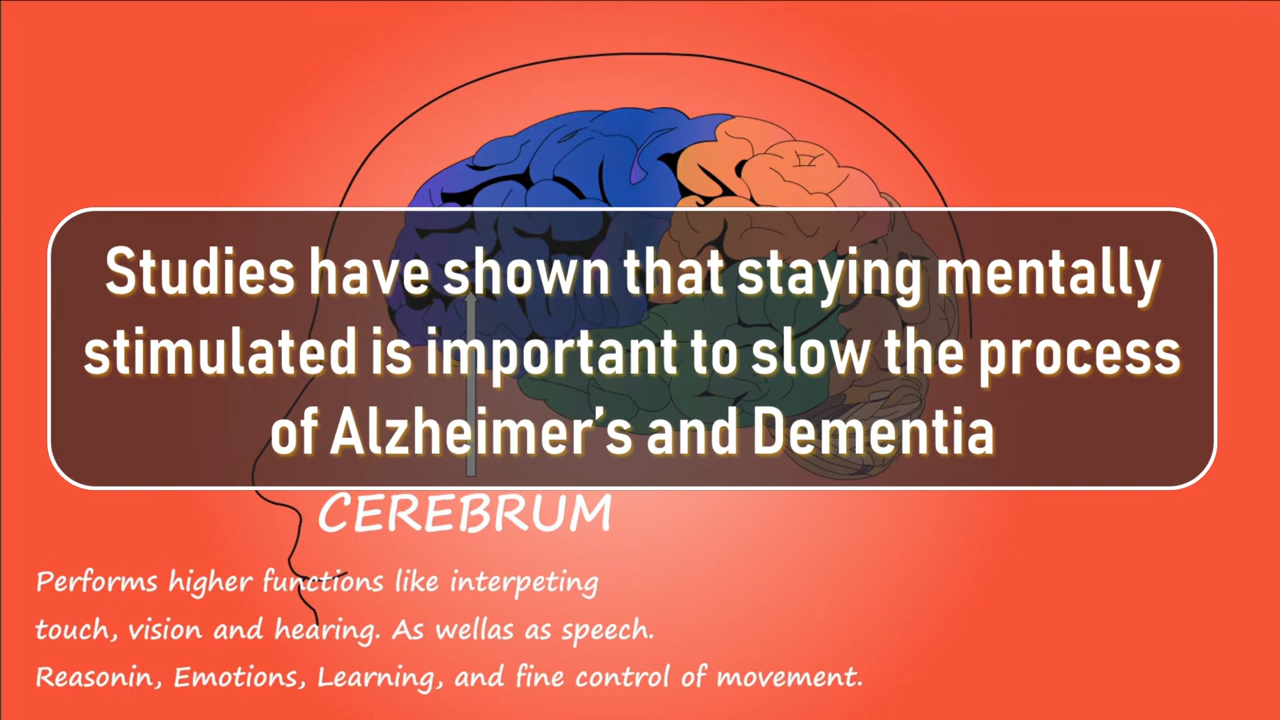 Studies have shown that staying mentally
stimulated is important to slow the process
of Alzheimer’s and Dementia
CEREBRUM
Performs higher functions like interpeting
touch, vision and hearing. As wellas as speech.
Reasonin, Emotions, Learning, and fine control of movement.